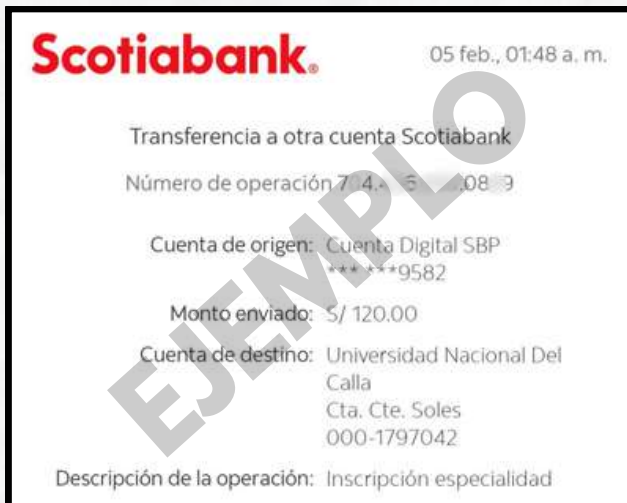 Scotiabank®
05 feb., 01:48 a. m.
Transferencia a otra cuenta Scotiabank
Número de operación
Cuenta de origen: Cuenta Digital SBP
*** ***9582
Monto enviado: S/ 120.00
Cuenta de destino: Universidad Nacional Del
Calla
Cta. Cte. Soles
000-1797042
Descripción de la operación: Inscripción especialidad
EJEMPLO